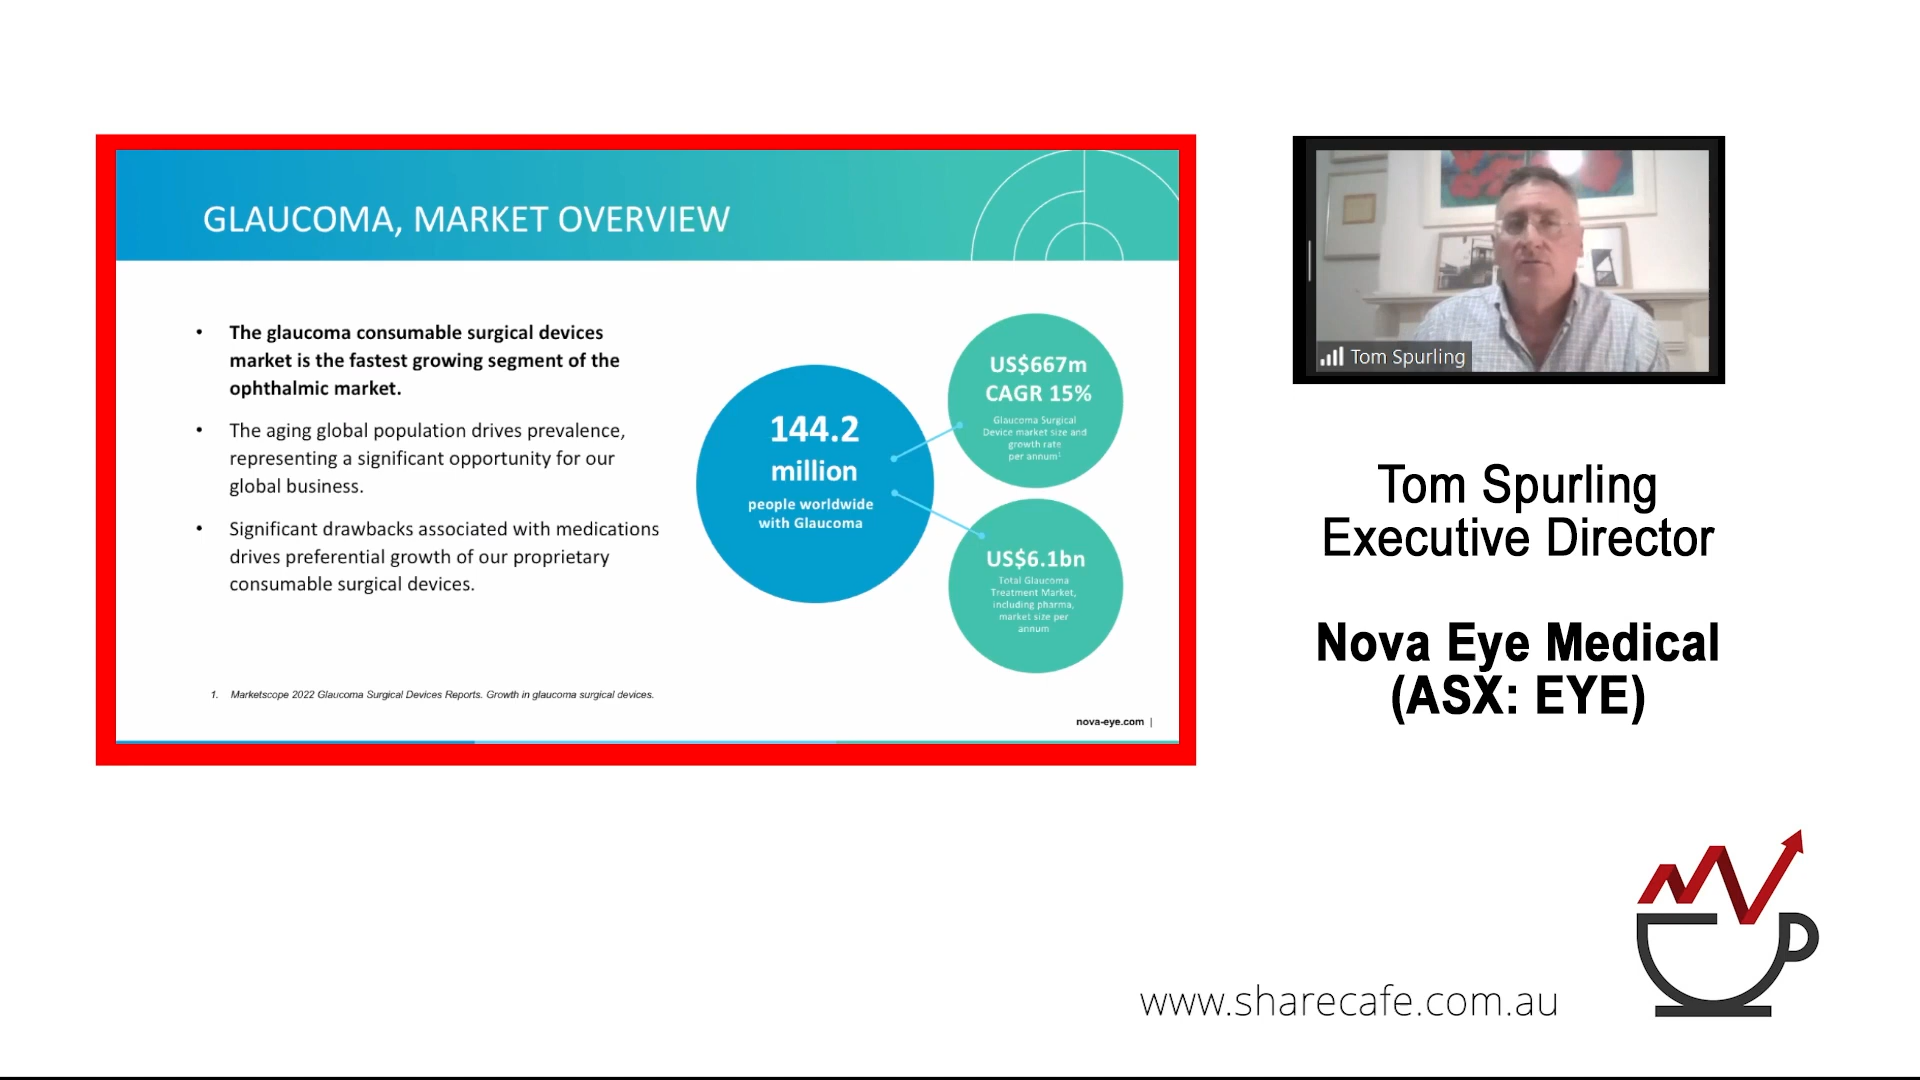 GLAUCOMA, MARKET OVERVIEW
• The glaucoma consumable surgical devices
market is the fastest growing segment of the
ophthalmic market.
• The aging global population drives prevalence,
representing a significant opportunity for our
global business.
• Significant drawbacks associated with medications
drives preferential growth of our proprietary
consumable surgical devices.
144.2
million
people worldwide
with Glaucoma
US$667m
CAGR 15%
Glaucoma Surgical
Device market size and
growth rate
per annum¹
US$6.1bn
Total Glaucoma
Treatment Market,
including pharma,
market size per
annum
1. Marketscope 2022 Glaucoma Surgical Devices Reports. Growth in glaucoma surgical devices.
nova-eye.com |
Tom Spurling
Tom Spurling
Executive Director
Nova Eye Medical
(ASX: EYE)
www.sharecafe.com.au